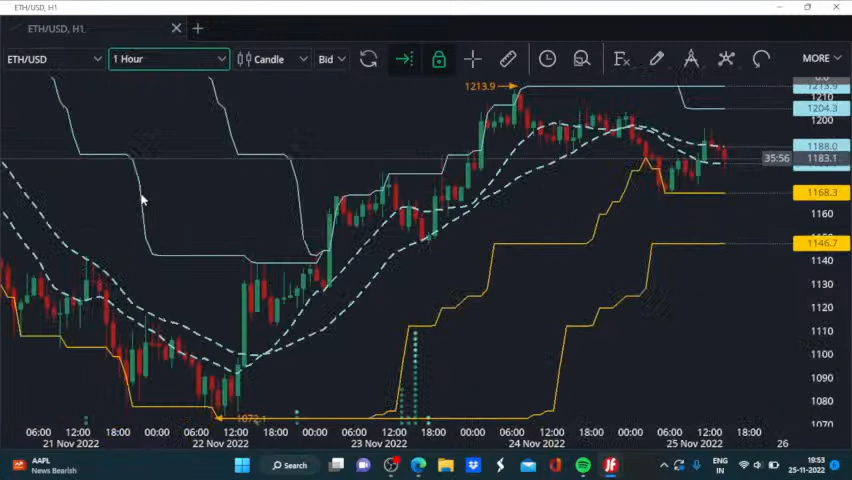 ETH/USD, H1
ETH/USD, H1
ETH/USD 1 Hour Candle Bid MORE
1213.9
1213.9
1210
1204.3
1200
1188.0
35:56 1183.1
1168.3
1160
1146.7
1140
1130
1120
1110
1100
1090
1080
1072.1
1070
06:00 12:00 18:00 00:00 06:00 12:00 18:00 00:00 06:00 12:00 18:00 00:00 06:00 12:00 18:00 00:00 06:00 12:00 18:00
21 Nov 2022 22 Nov 2022 23 Nov 2022 24 Nov 2022 25 Nov 2022 26
AAPL
News Bearish
Search
ENG
IN
19:53
25-11-2022